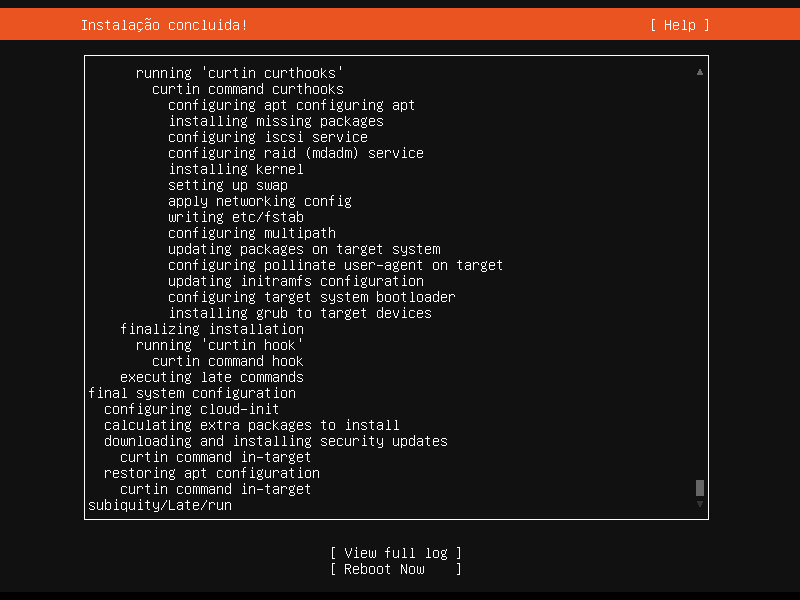 Instalação concluida! [ Help ]
running 'curtin curthooks'
curtin command curthooks
configuring apt configuring apt
installing missing packages
configuring iscsi service
configuring raid (mdadm) service
installing kernel
setting up swap
apply networking config
writing etc/fstab
configuring multipath
updating packages on target system
configuring pollinate user-agent on target
updating initramfs configuration
configuring target system bootloader
installing grub to target devices
finalizing installation
running 'curtin hook'
curtin command hook
executing late commands
final system configuration
configuring cloud-init
calculating extra packages to install
downloading and installing security updates
curtin command in-target
restoring apt configuration
curtin command in-target
subiquity/Late/run
[ View full log ]
[ Reboot Now ]